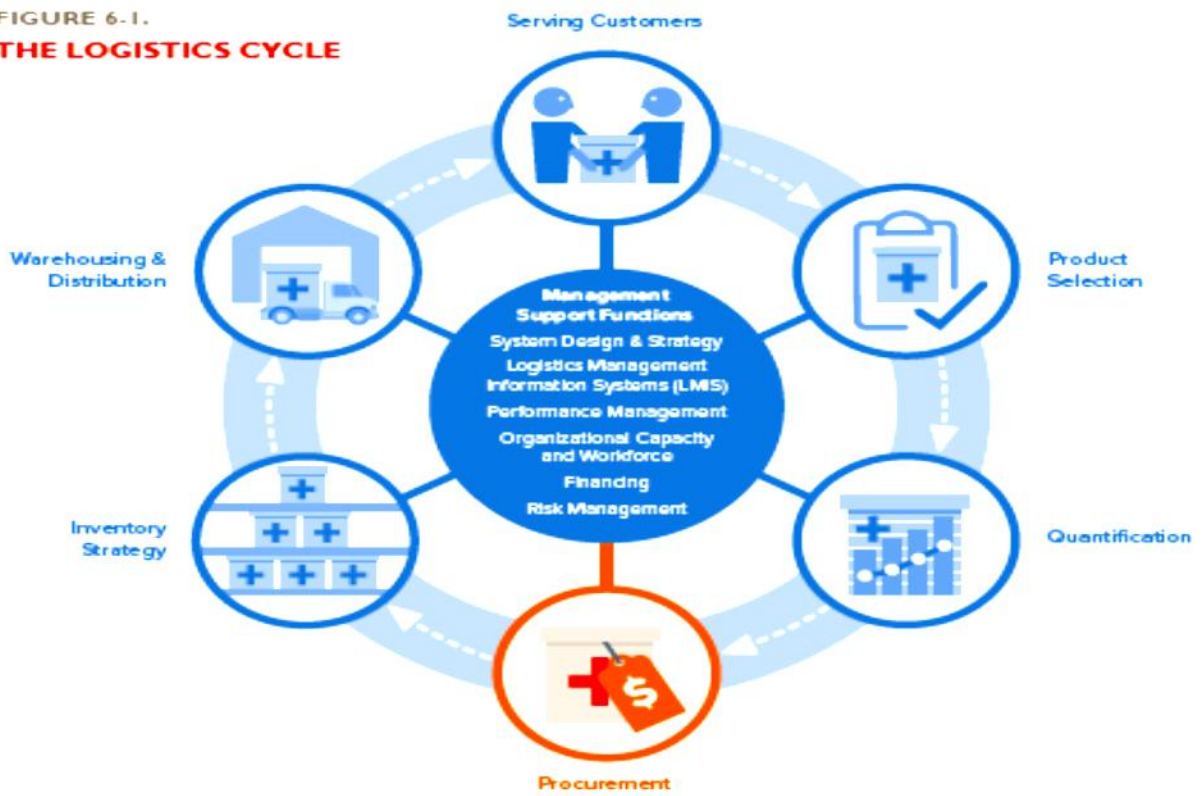 FIGURE 6-1.
THE LOGISTICS CYCLE
Serving Customers
Warehousing &
Distribution
Product
Selection
Management
Support Functions
System Design & Strategy
Logistics Management
Information Systems (LMIS)
Performance Management
Organizational Capacity
and Workforce
Financing
Risk Management
Inventory
Strategy
Quantification
$
Procurement